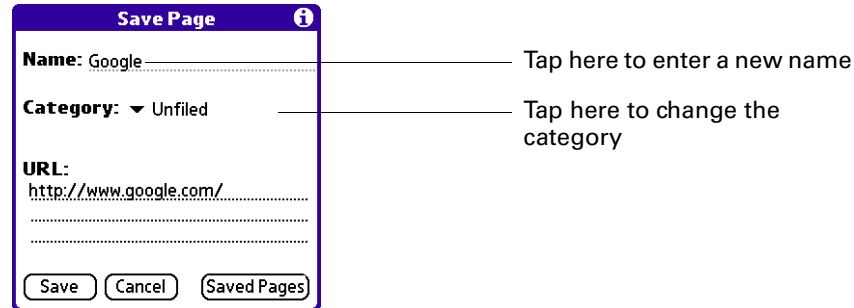 Save Page
Name: Google
Tap here to enter a new name
Category: Unfiled
Tap here to change the
category
URL:
http://www.google.com/
Save Cancel Saved Pages